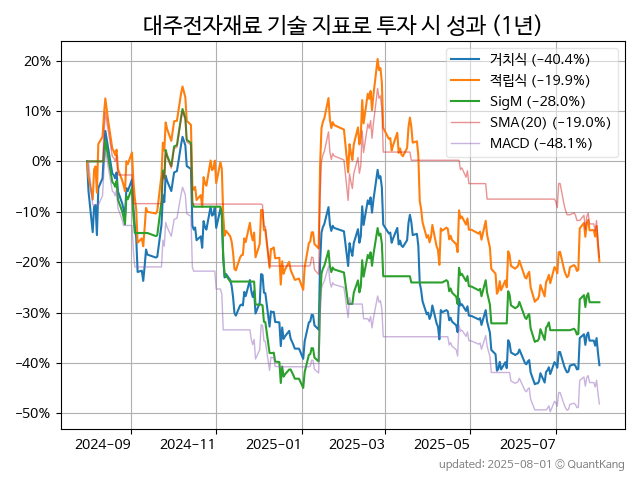 대주전자재료 기술 지표로 투자 시 성과 (1년)
거치식 (−40.4%)
적립식 (−19.9%)
SigM (−28.0%)
SMA(20) (−19.0%)
MACD (−48.1%)
20%
10%
0%
−10%
−20%
−30%
−40%
−50%
2024−09 2024−11 2025−01 2025−03 2025−05 2025−07
updated: 2025-08-01 © QuantKang